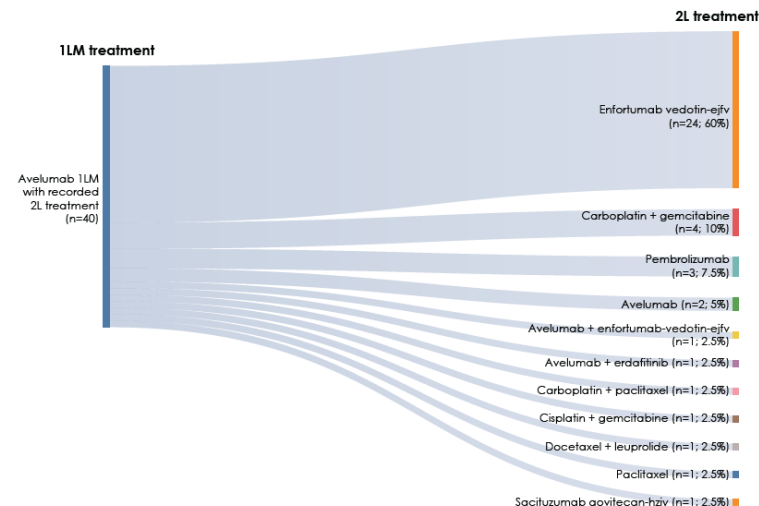 2L treatment
1LM treatment
Enfortumab vedotin-ejfv
(n=24; 60%)
Avelumab 1LM
with recorded
2L treatment
(n=40)
Carboplatin + gemcitabine
(n=4; 10%)
Pembrolizumab
(n=3; 7.5%)
Avelumab (n=2; 5%)
Avelumab + enfortumab-vedotin-ejfv
(n=1; 2.5%)
Avelumab + erdafitinib (n=1; 2.5%)
Carboplatin + paclitaxel (n=1; 2.5%)
Cisplatin + gemcitabine (n=1; 2.5%)
Docetaxel + leuprolide (n=1; 2.5%)
Paclitaxel (n=1; 2.5%)
Sacituzumab govitecan-hziy (n=1; 2.5%)